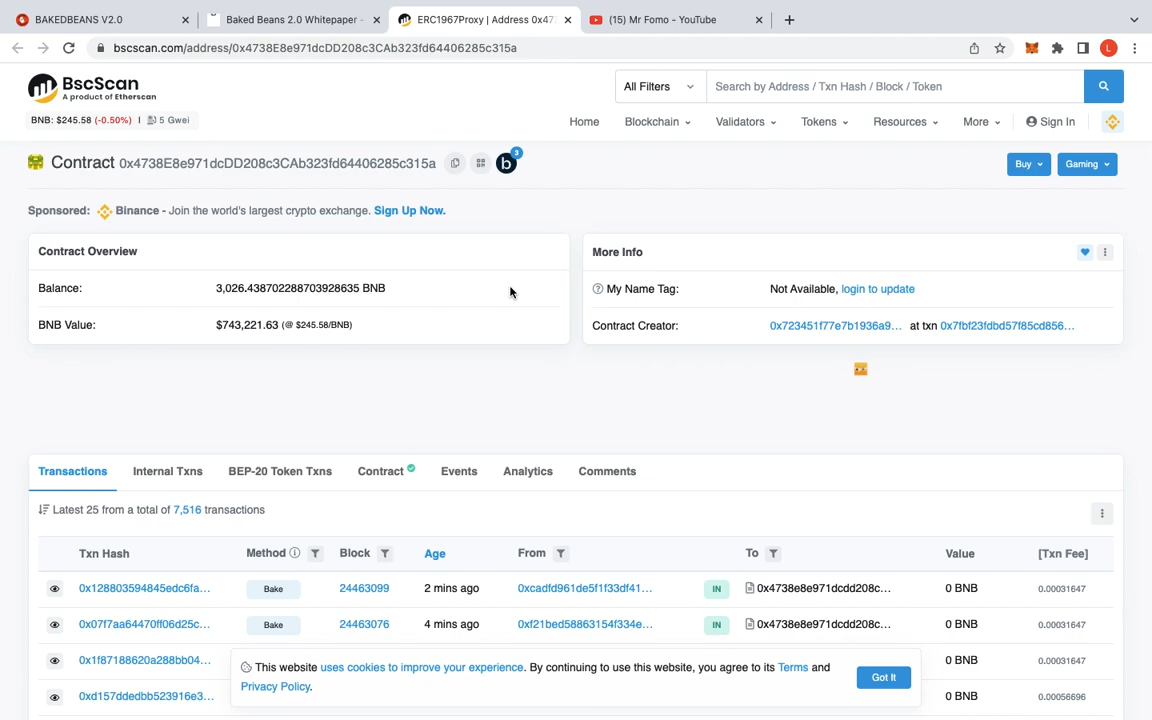 BAKEDBEANS V2.0
Baked Beans 2.0 Whitepaper -
ERC1967Proxy | Address 0x47
(15) Mr Fomo - YouTube
bscscan.com/address/0x4738E8e971dcDD208c3CAb323fd64406285c315a
L
BscScan
A product of Etherscan
All Filters
Search by Address / Txn Hash / Block / Token
BNB: $245.58 (-0.50%) | 5 Gwei
Home Blockchain Validators Tokens Resources More Sign In
Contract 0x4738E8e971dcDD208c3CAb323fd64406285c315a
b 3
Buy Gaming
Sponsored: Binance - Join the world's largest crypto exchange. Sign Up Now.
Contract Overview
Balance: 3,026.438702288703928635 BNB
BNB Value: $743,221.63 (@ $245.58/BNB)
More Info
My Name Tag: Not Available, login to update
Contract Creator: 0x723451f77e7b1936a9... at txn 0x7fbf23fdbd57f85cd856...
Transactions Internal Txns BEP-20 Token Txns Contract Events Analytics Comments
Latest 25 from a total of 7,516 transactions
Txn Hash Method Block Age From To Value [Txn Fee]
0x128803594845edc6fa... Bake 24463099 2 mins ago 0xcadfd961de5f1f33df41... IN 0x4738e8e971dcdd208c... 0 BNB 0.00031647
0x07f7aa64470ff06d25c... Bake 24463076 4 mins ago 0xf21bed58863154f334e... IN 0x4738e8e971dcdd208c... 0 BNB 0.00031647
0x1f87188620a288bb04... 0 BNB 0.00031647
0xd157ddedbb523916e3... 0 BNB 0.00056696
This website uses cookies to improve your experience. By continuing to use this website, you agree to its Terms and
Privacy Policy.
Got It